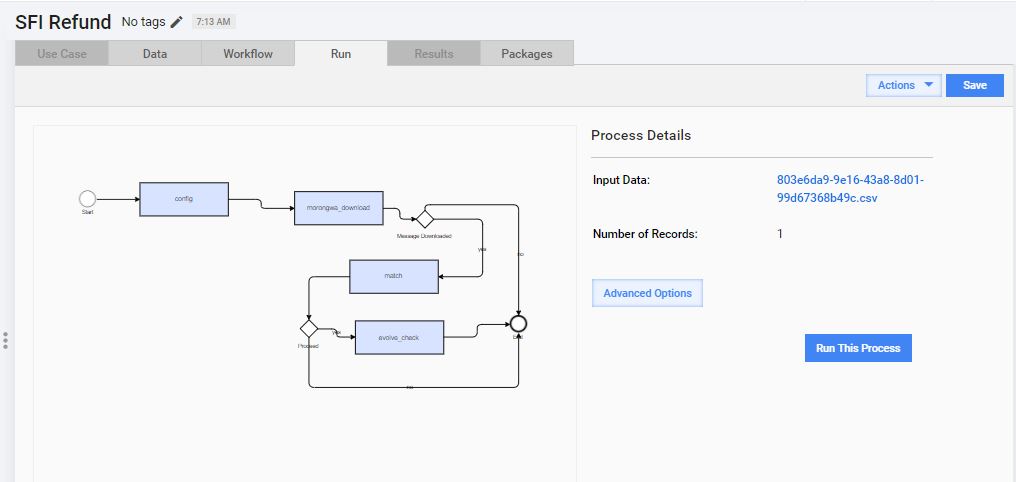 SFI Refund No tags 7:13 AM
Use Case Data Workflow Run Results Packages
Actions Save
Process Details
Input Data: 803e6da9-9e16-43a8-8d01-
99d67368b49c.csv
Number of Records: 1
Advanced Options
Run This Process
Start
config
morongwa_download
Message Downloaded
yes
no
match
Proceed
yes
evolve_check
End
no